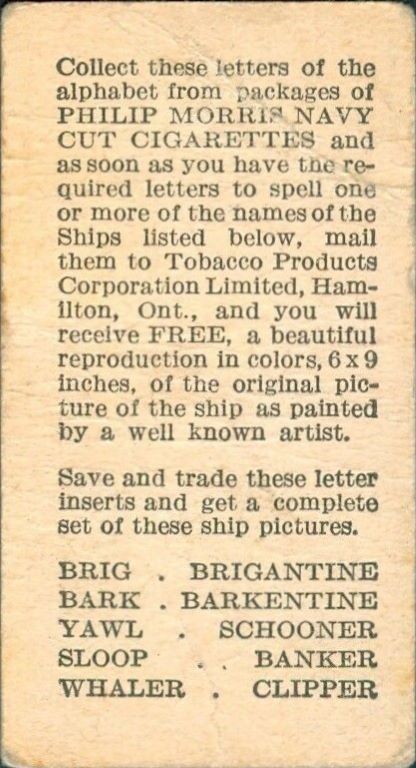 Collect these letters of the
alphabet from packages of
PHILIP MORRIS NAVY
CUT CIGARETTES and
as soon as you have the re-
quired letters to spell one
or more of the names of the
Ships listed below, mail
them to Tobacco Products
Corporation Limited, Ham-
ilton, Ont., and you will
receive FREE, a beautiful
reproduction in colors, 6 x 9
inches, of the original pic-
ture of the ship as painted
by a well known artist.
Save and trade these letter
inserts and get a complete
set of these ship pictures.
BRIG . BRIGANTINE
BARK . BARKENTINE
YAWL . SCHOONER
SLOOP . . BANKER
WHALER . CLIPPER